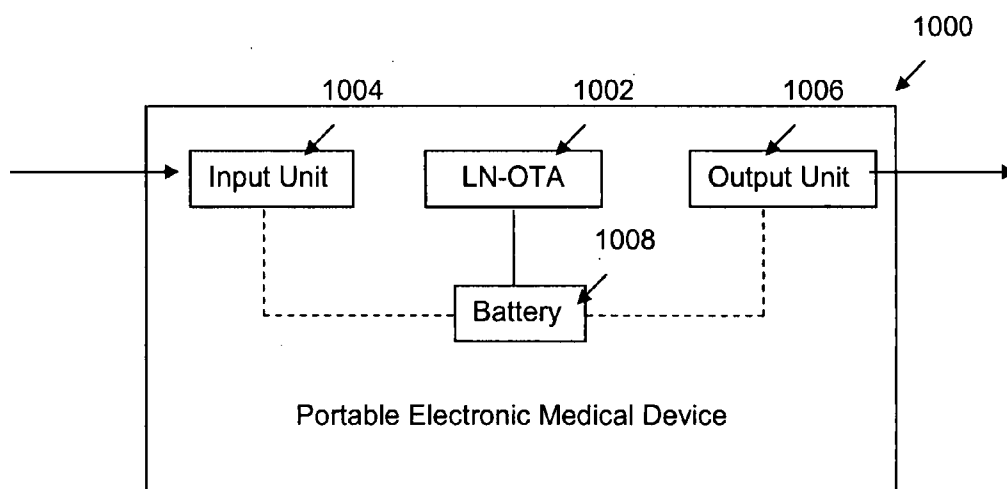 1000
1004
1002
1006
Input Unit
LN-OTA
Output Unit
1008
Battery
Portable Electronic Medical Device